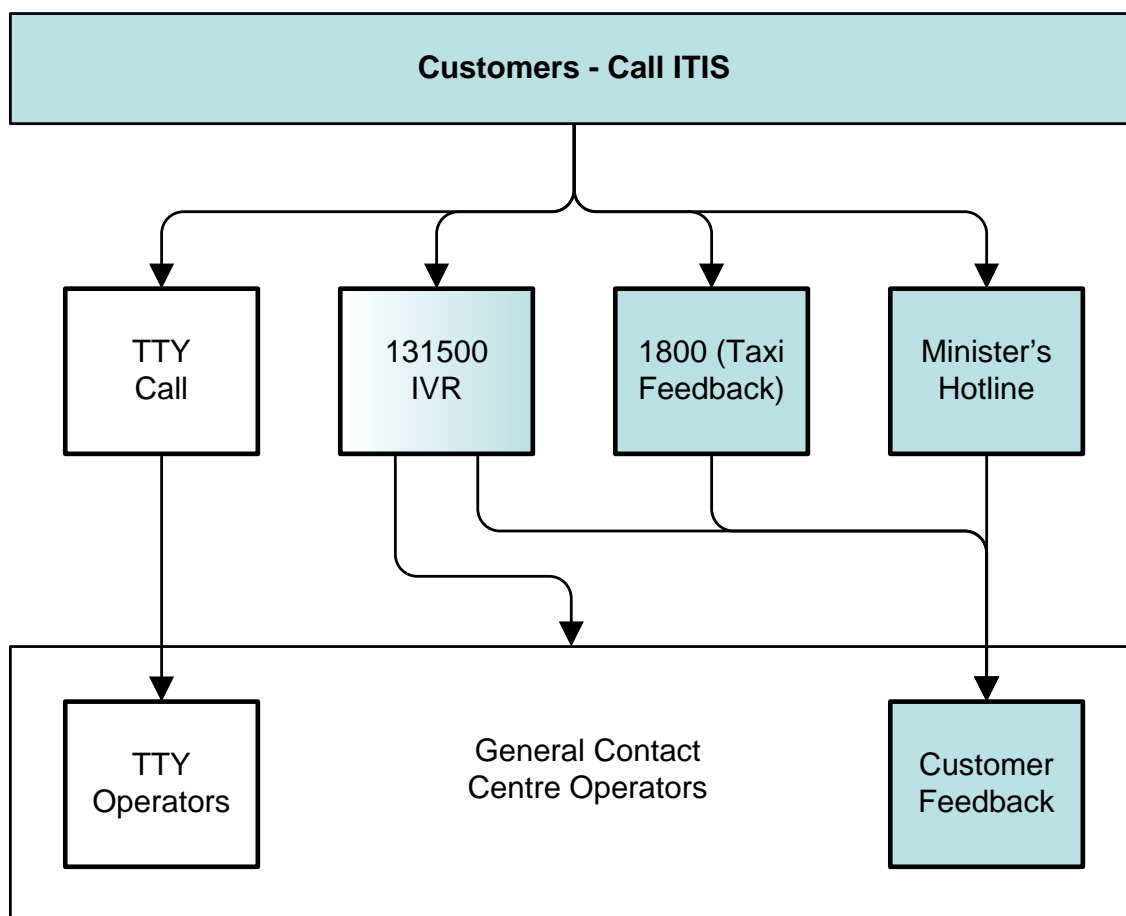 Customers - Call ITIS
TTY
Call
131500
IVR
1800 (Taxi
Feedback)
Minister's
Hotline
TTY
Operators
General Contact
Centre Operators
Customer
Feedback